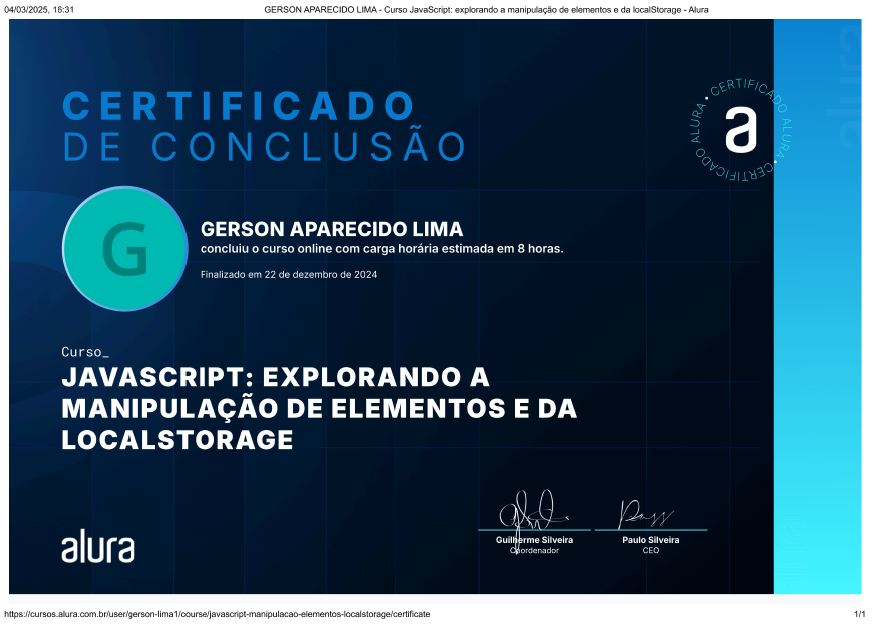 04/03/2025, 16:31
GERSON APARECIDO LIMA - Curso JavaScript: explorando a manipulação de elementos e da localStorage - Alura
CERTIFICADO
DE CONCLUSÃO
CERTIFICADO ALURA • CERTIFICADO ALURA •
a
alura
G
GERSON APARECIDO LIMA
concluiu o curso online com carga horária estimada em 8 horas.
Finalizado em 22 de dezembro de 2024
Curso_
JAVASCRIPT: EXPLORANDO A
MANIPULAÇÃO DE ELEMENTOS E DA
LOCALSTORAGE
alura
Guilherme Silveira
Coordenador
Paulo Silveira
CEO
https://cursos.alura.com.br/user/gerson-lima1/course/javascript-manipulacao-elementos-localstorage/certificate
1/1